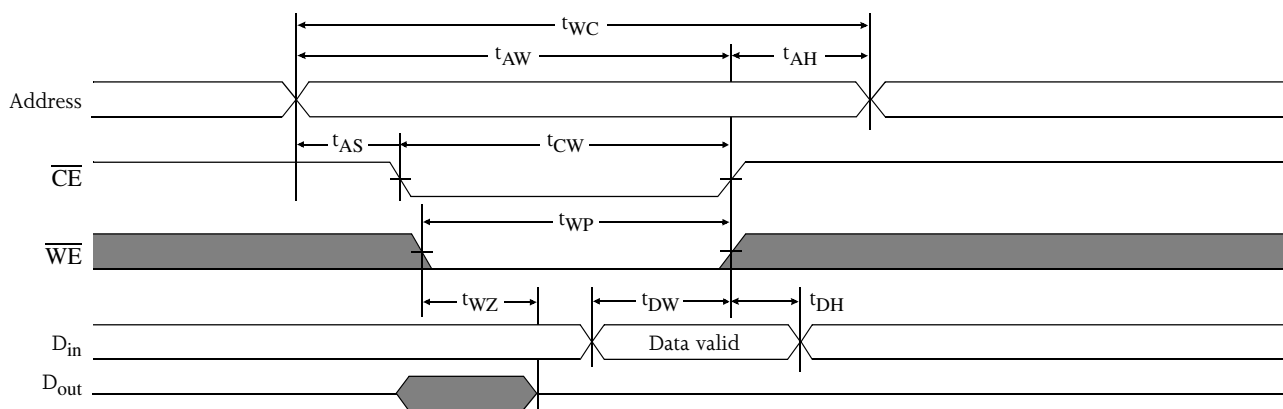 tWC
tAW tAH
Address
tAS tCW
CE
tWP
WE
tWZ tDW tDH
Din Data valid
Dout